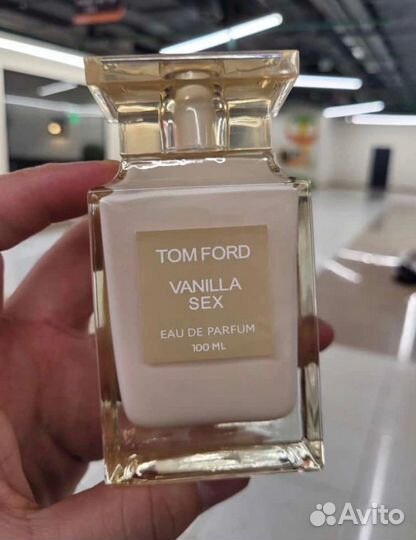 TOM FORD
VANILLA
SEX
EAU DE PARFUM
100 ML
Avito